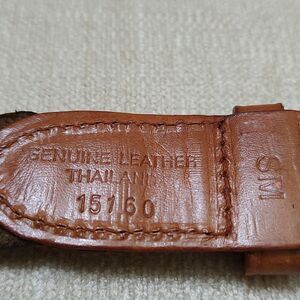 GENUINE LEATHER
THAILAND
15160
SM